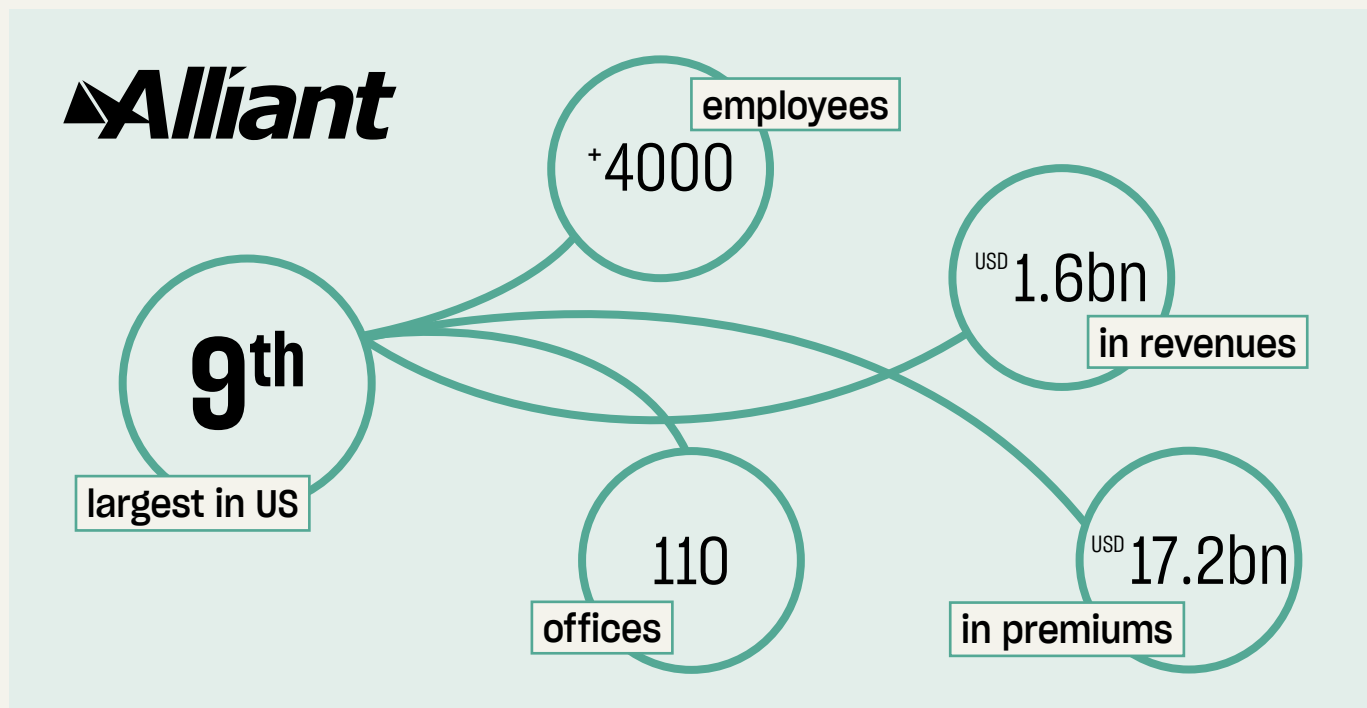 Alliant
employees
+4000
USD 1.6bn
in revenues
9th
largest in US
110
offices
USD 17.2bn
in premiums